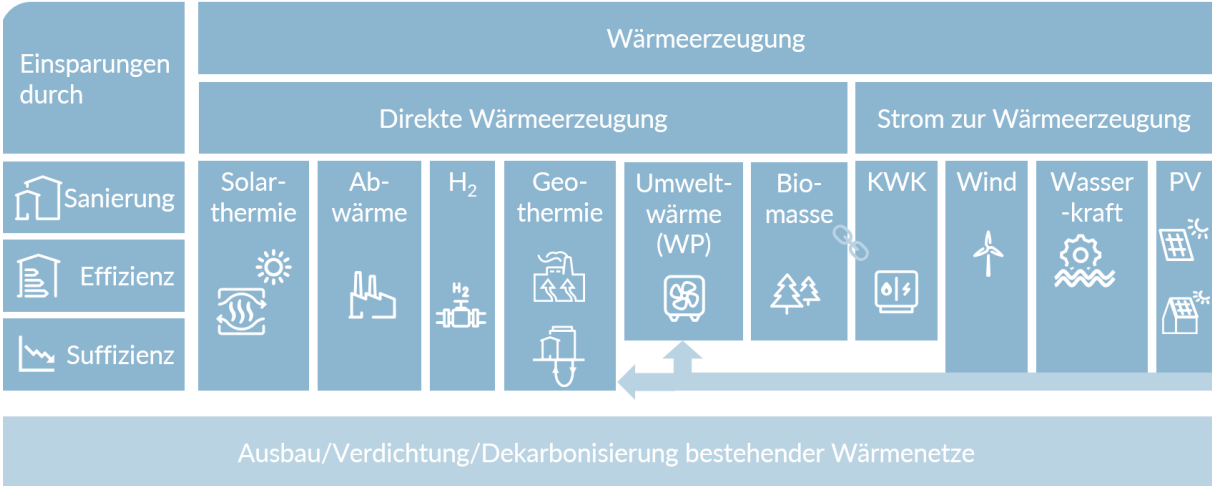 Einsparungen
durch
Wärmeerzeugung
Direkte Wärmeerzeugung
Strom zur Wärmeerzeugung
Sanierung
Effizienz
Suffizienz
Solar-
thermie
Ab-
wärme
H₂
Geo-
thermie
Umwelt-
wärme
(WP)
Bio-
masse
KWK
Wind
Wasser
-kraft
PV
H₂
Ausbau/Verdichtung/Dekarbonisierung bestehender Wärmenetze